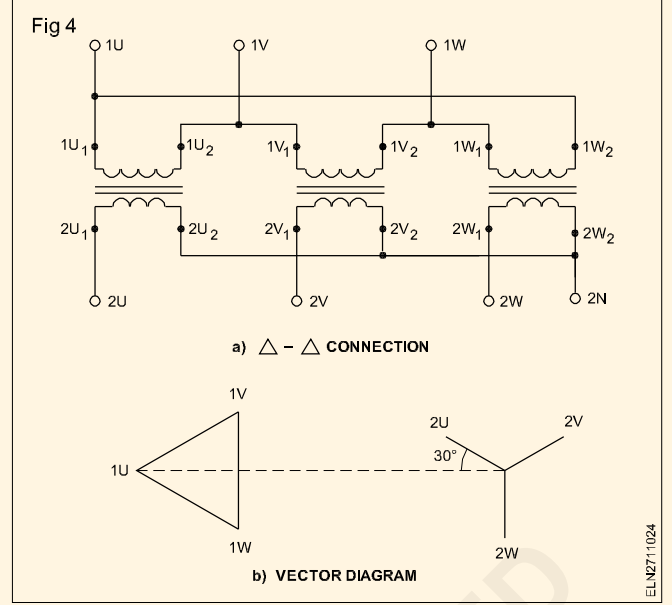 Fig 4
1U 1V 1W
1U1 1U2 1V1 1V2 1W1 1W2
2U1 2U2 2V1 2V2 2W1 2W2
2U 2V 2W 2N
a) △ – △ CONNECTION
1V
2U 2V
30°
1U
1W
2W
b) VECTOR DIAGRAM
ELN2711024